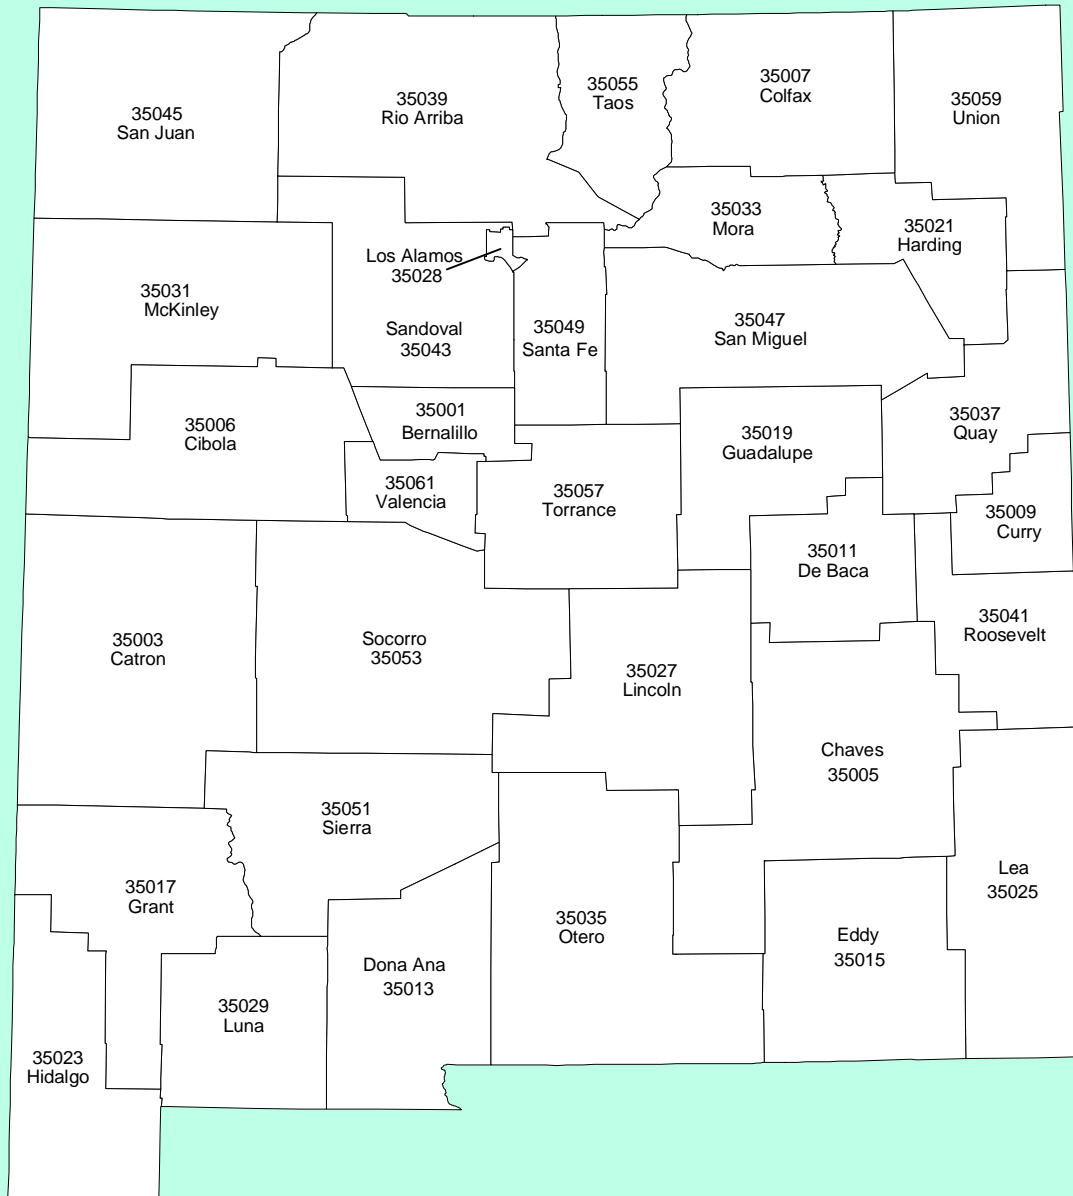 35045
San Juan
35039
Rio Arriba
35055
Taos
35007
Colfax
35059
Union
35033
Mora
35021
Harding
Los Alamos
35028
35031
McKinley
Sandoval
35043
35049
Santa Fe
35047
San Miguel
35006
Cibola
35001
Bernalillo
35019
Guadalupe
35037
Quay
35061
Valencia
35057
Torrance
35009
Curry
35011
De Baca
35003
Catron
Socorro
35053
35027
Lincoln
35041
Roosevelt
Chaves
35005
35051
Sierra
35017
Grant
35035
Otero
Lea
35025
Eddy
35015
Dona Ana
35013
35029
Luna
35023
Hidalgo